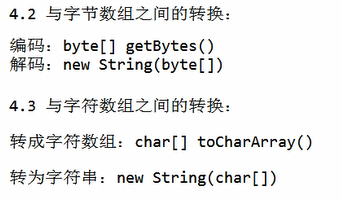 4.2 与字节数组之间的转换：
编码：byte[] getBytes()
解码：new String(byte[])
4.3 与字符数组之间的转换：
转成字符数组：char[] toCharArray()
转为字符串：new String(char[])